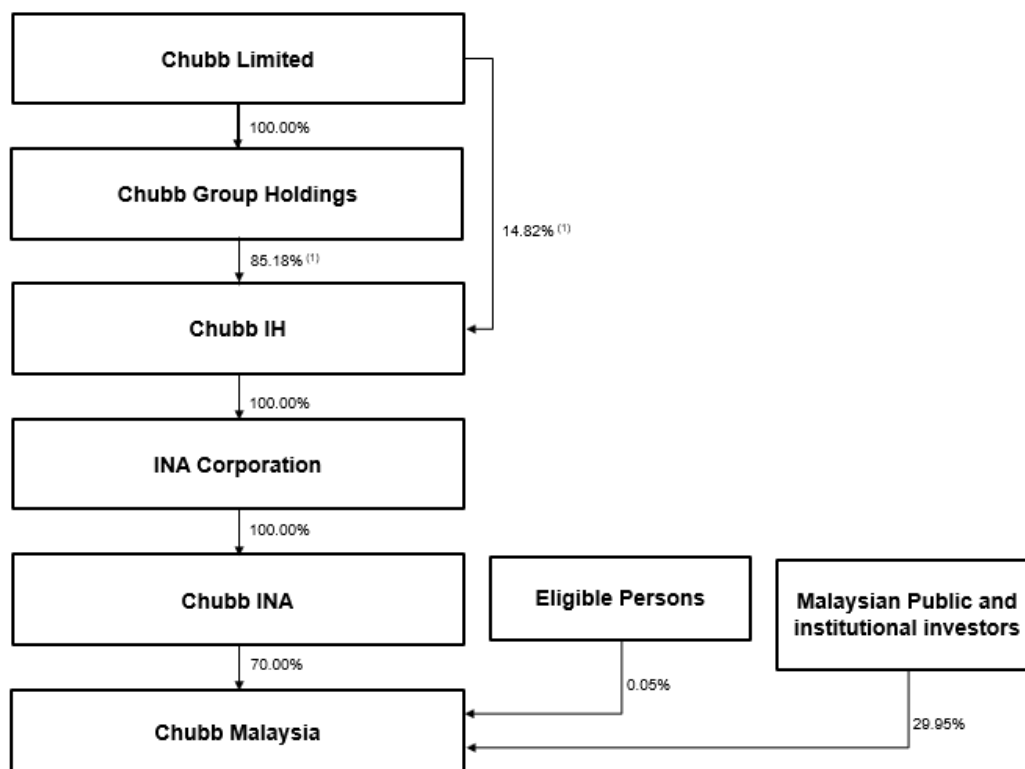 Chubb Limited
100.00%
Chubb Group Holdings
14.82% (1)
85.18% (1)
Chubb IH
100.00%
INA Corporation
100.00%
Chubb INA
Eligible Persons
Malaysian Public and
institutional investors
70.00%
0.05%
29.95%
Chubb Malaysia